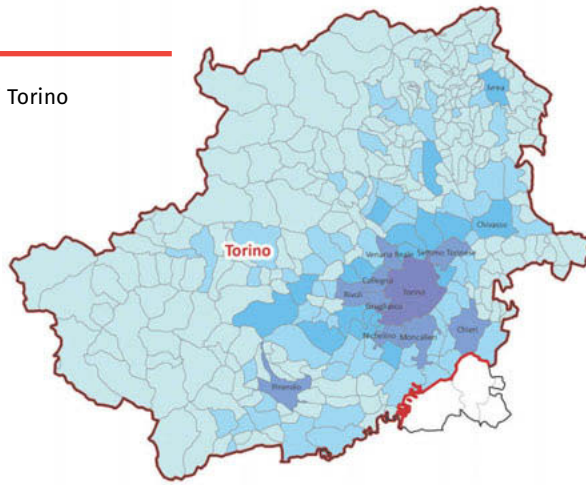 Torino
Ivrea
Chivasso
Torino
Venaria Reale
Settimo Torinese
Collegno
Rivoli
Torino
Grugliasco
Nichelino
Moncalieri
Chieri
Pinerolo